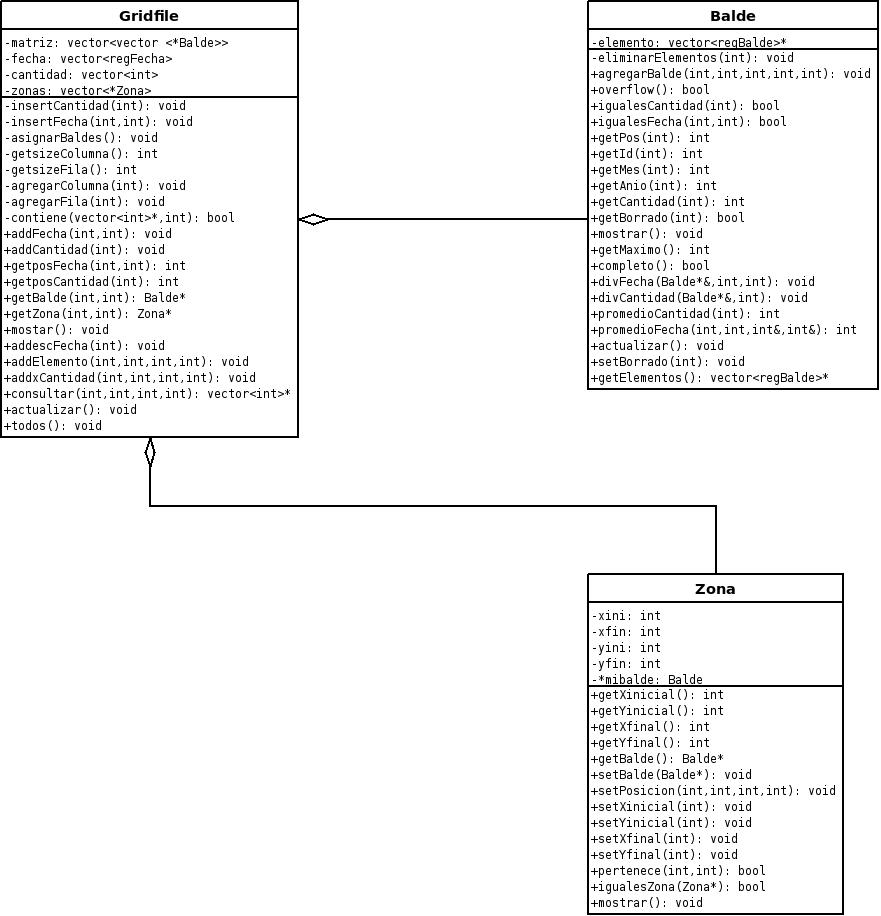 Gridfile
-matriz: vector<vector <*Balde>>
-fecha: vector<regFecha>
-cantidad: vector<int>
-zonas: vector<*Zona>
-insertCantidad(int): void
-insertFecha(int,int): void
-asignarBaldes(): void
-getsizeColumna(): int
-getsizeFila(): int
-agregarColumna(int): void
-agregarFila(int): void
-contiene(vector<int>*,int): bool
+addFecha(int,int): void
+addCantidad(int): void
+getposFecha(int,int): int
+getposCantidad(int): int
+getBalde(int,int): Balde*
+getZona(int,int): Zona*
+mostar(): void
+addescFecha(int): void
+addElemento(int,int,int,int): void
+addxCantidad(int,int,int,int): void
+consultar(int,int,int,int): vector<int>*
+actualizar(): void
+todos(): void
Balde
-elemento: vector<regBalde>*
-eliminarElementos(int): void
+agregarBalde(int,int,int,int,int): void
+overflow(): bool
+igualesCantidad(int): bool
+igualesFecha(int,int): bool
+getPos(int): int
+getId(int): int
+getMes(int): int
+getAnio(int): int
+getCantidad(int): int
+getBorrado(int): bool
+mostrar(): void
+getMaximo(): int
+completo(): bool
+divFecha(Balde*&,int,int): void
+divCantidad(Balde*&,int): void
+promedioCantidad(int): int
+promedioFecha(int,int,int&,int&): int
+actualizar(): void
+setBorrado(int): void
+getElementos(): vector<regBalde>*
Zona
-xini: int
-xfin: int
-yini: int
-yfin: int
-*mibalde: Balde
+getXinicial(): int
+getYinicial(): int
+getXfinal(): int
+getYfinal(): int
+getBalde(): Balde*
+setBalde(Balde*): void
+setPosicion(int,int,int,int): void
+setXinicial(int): void
+setYinicial(int): void
+setXfinal(int): void
+setYfinal(int): void
+pertenece(int,int): bool
+igualesZona(Zona*): bool
+mostrar(): void